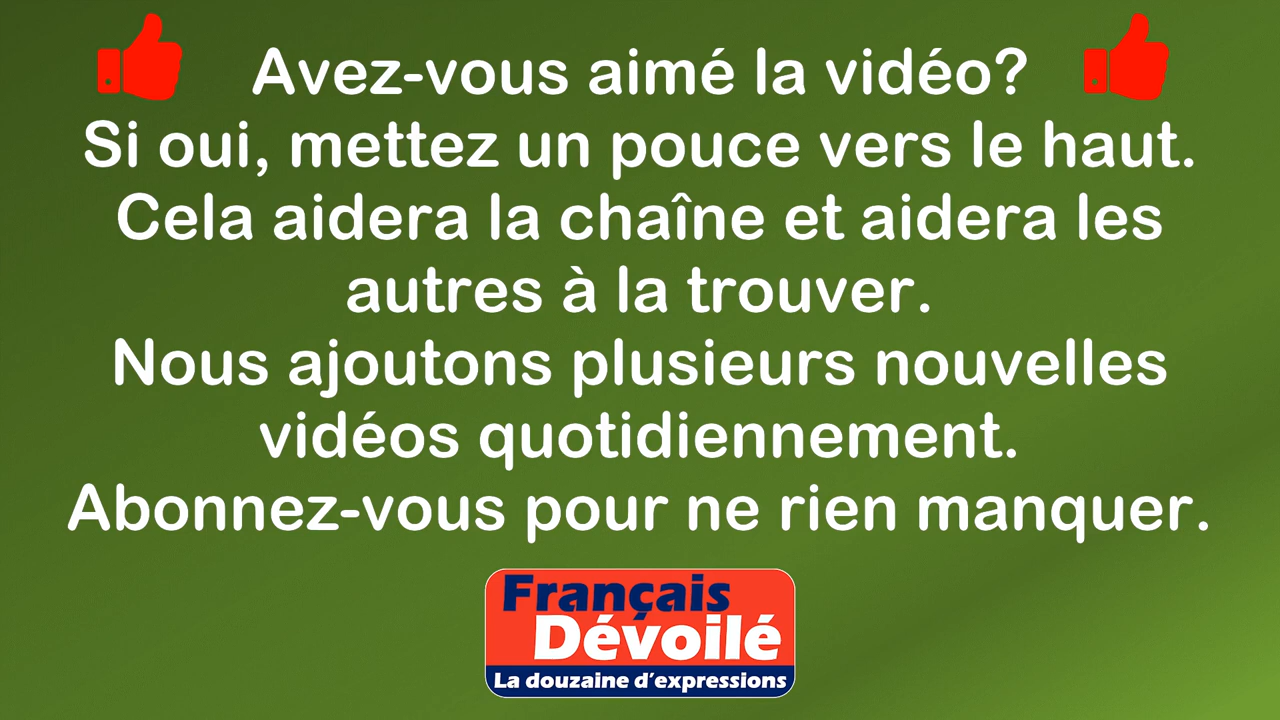 Avez-vous aimé la vidéo?
Si oui, mettez un pouce vers le haut.
Cela aidera la chaîne et aidera les
autres à la trouver.
Nous ajoutons plusieurs nouvelles
vidéos quotidiennement.
Abonnez-vous pour ne rien manquer.
Français
Dévoilé
La douzaine d'expressions